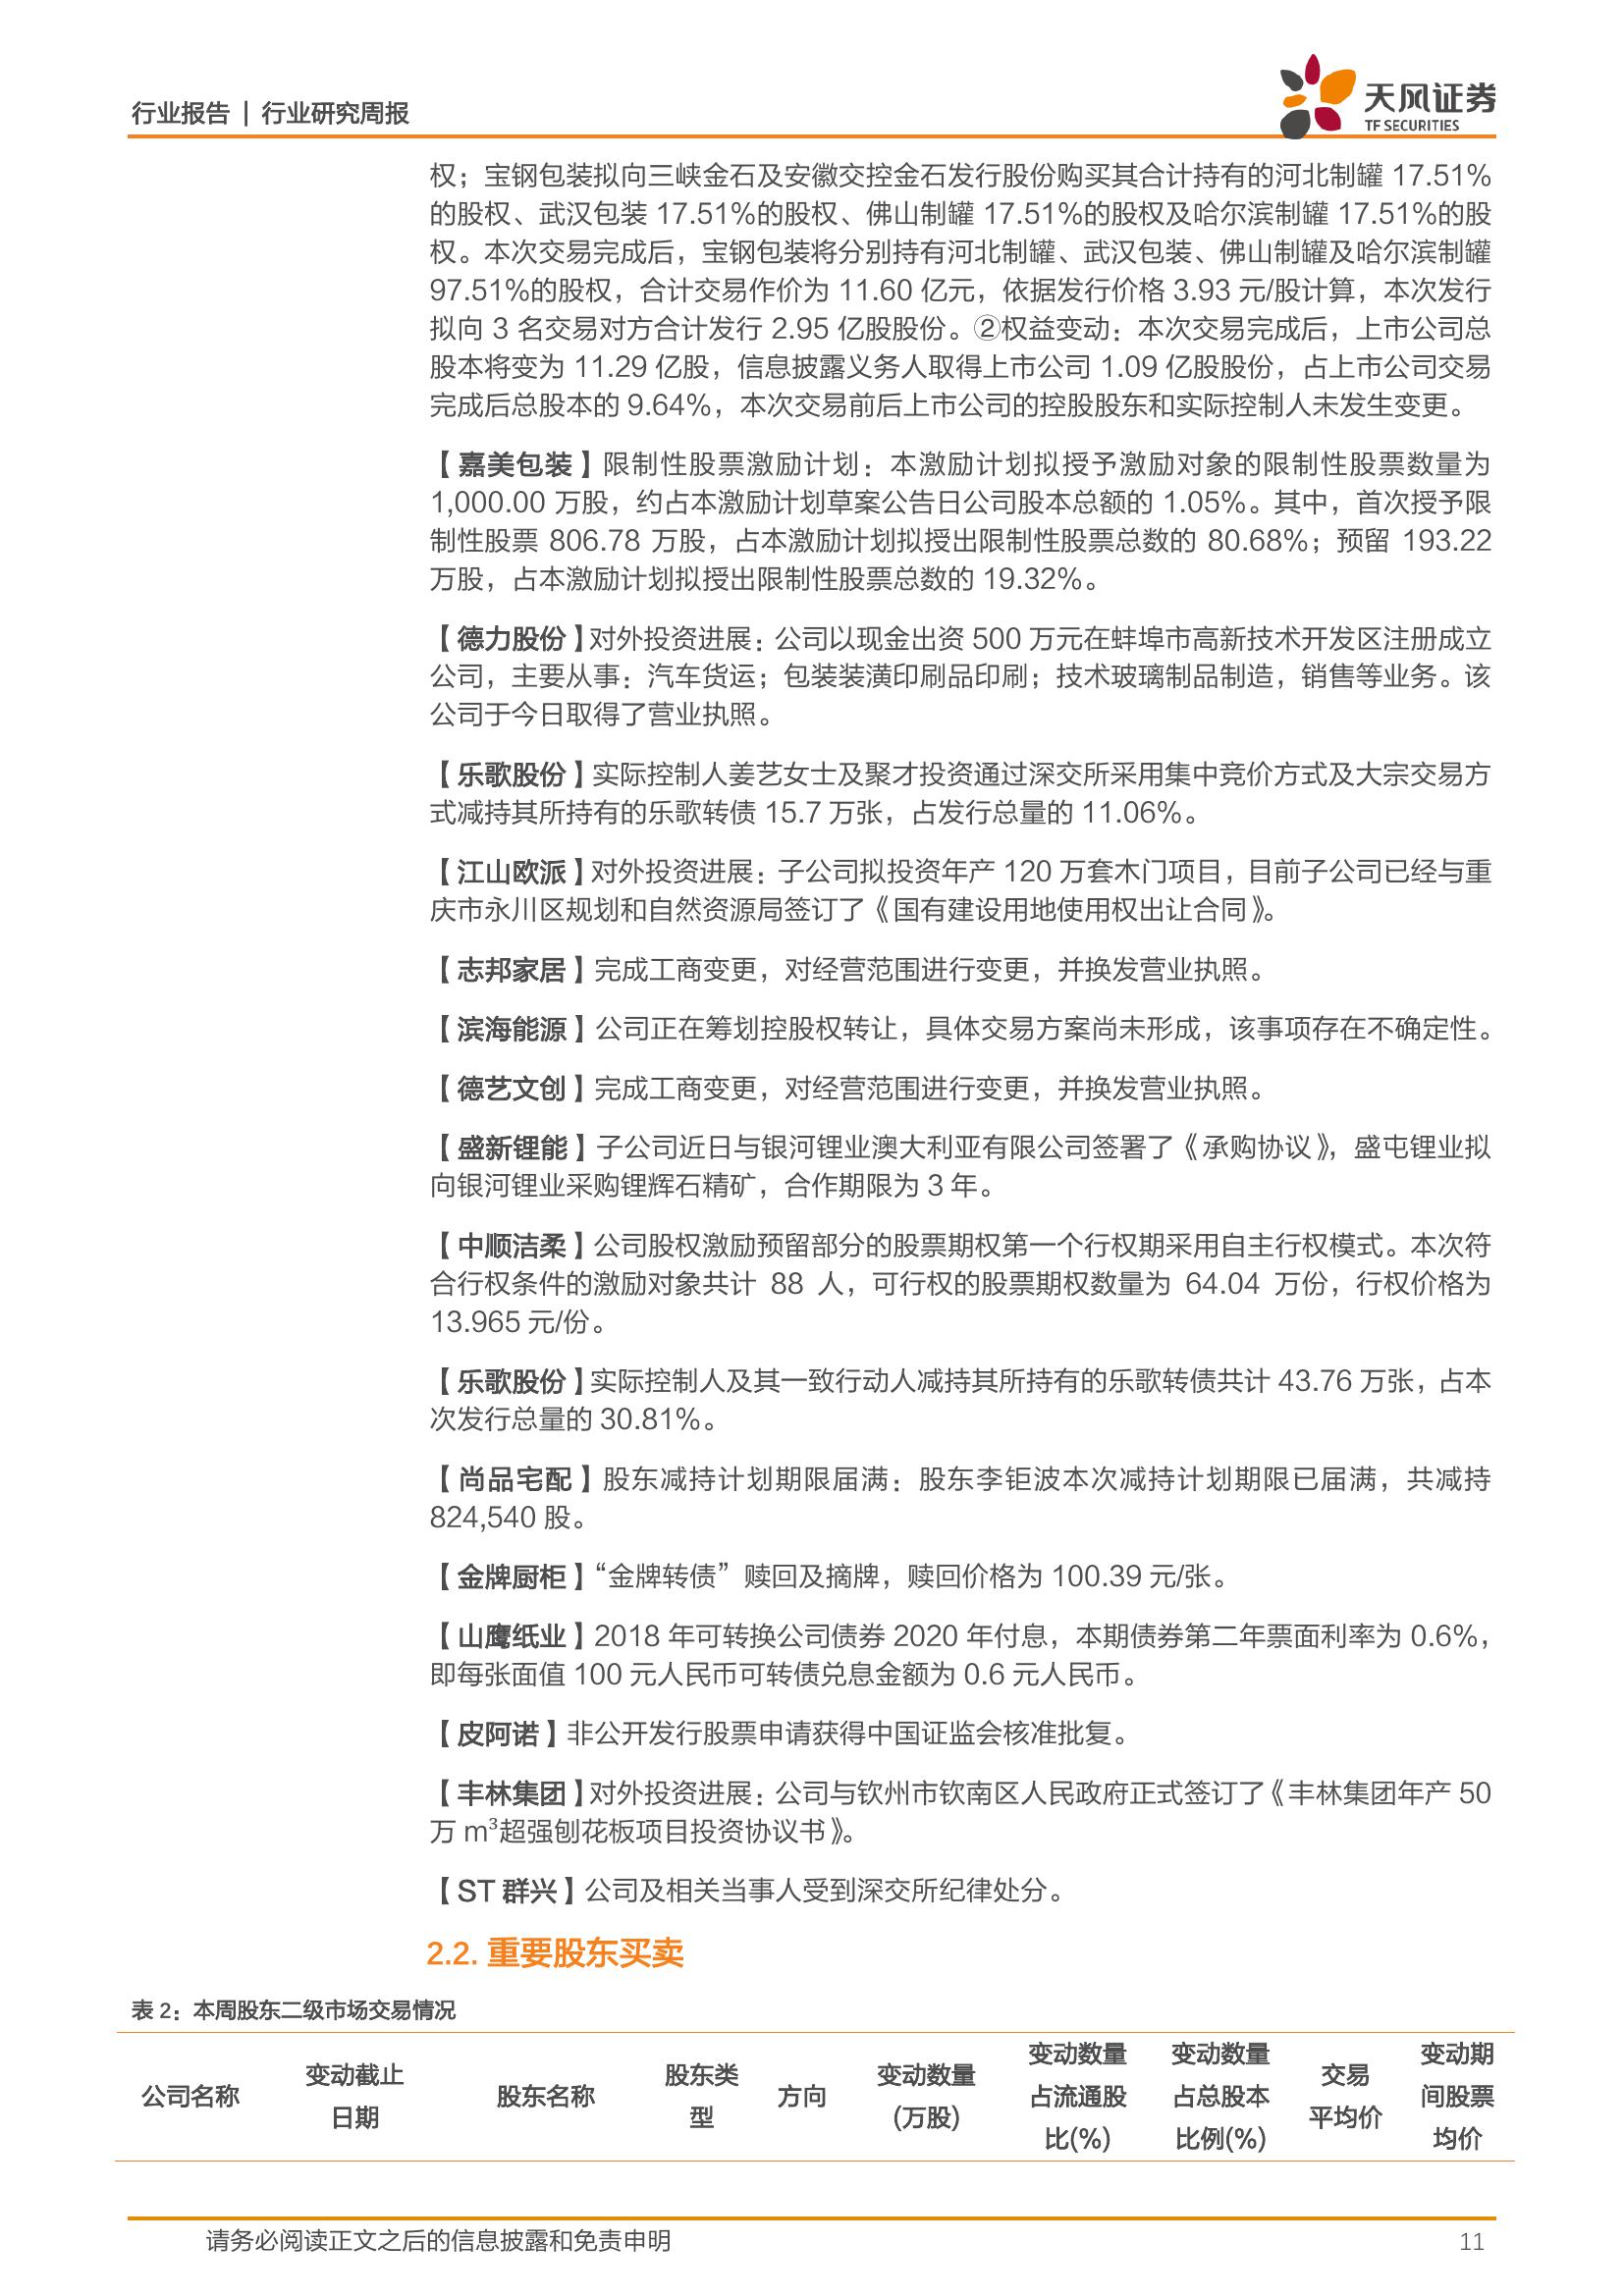 行业报告 | 行业研究周报
天风证券
TF SECURITIES
权；宝钢包装拟向三峡金石及安徽交控金石发行股份购买其合计持有的河北制罐 17.51%
的股权、武汉包装 17.51%的股权、佛山制罐 17.51%的股权及哈尔滨制罐 17.51%的股
权。本次交易完成后，宝钢包装将分别持有河北制罐、武汉包装、佛山制罐及哈尔滨制罐
97.51%的股权，合计交易作价为 11.60 亿元，依据发行价格 3.93 元/股计算，本次发行
拟向 3 名交易对方合计发行 2.95 亿股股份。②权益变动：本次交易完成后，上市公司总
股本将变为 11.29 亿股，信息披露义务人取得上市公司 1.09 亿股股份，占上市公司交易
完成后总股本的 9.64%，本次交易前后上市公司的控股股东和实际控制人未发生变更。
【嘉美包装】限制性股票激励计划：本激励计划拟授予激励对象的限制性股票数量为
1,000.00 万股，约占本激励计划草案公告日公司股本总额的 1.05%。其中，首次授予限
制性股票 806.78 万股，占本激励计划拟授出限制性股票总数的 80.68%；预留 193.22
万股，占本激励计划拟授出限制性股票总数的 19.32%。
【德力股份】对外投资进展：公司以现金出资 500 万元在蚌埠市高新技术开发区注册成立
公司，主要从事：汽车货运；包装装潢印刷品印刷；技术玻璃制品制造，销售等业务。该
公司于今日取得了营业执照。
【乐歌股份】实际控制人姜艺女士及聚才投资通过深交所采用集中竞价方式及大宗交易方
式减持其所持有的乐歌转债 15.7 万张，占发行总量的 11.06%。
【江山欧派】对外投资进展：子公司拟投资年产 120 万套木门项目，目前子公司已经与重
庆市永川区规划和自然资源局签订了《国有建设用地使用权出让合同》。
【志邦家居】完成工商变更，对经营范围进行变更，并换发营业执照。
【滨海能源】公司正在筹划控股权转让，具体交易方案尚未形成，该事项存在不确定性。
【德艺文创】完成工商变更，对经营范围进行变更，并换发营业执照。
【盛新锂能】子公司近日与银河锂业澳大利亚有限公司签署了《承购协议》，盛屯锂业拟
向银河锂业采购锂辉石精矿，合作期限为 3 年。
【中顺洁柔】公司股权激励预留部分的股票期权第一个行权期采用自主行权模式。本次符
合行权条件的激励对象共计 88 人，可行权的股票期权数量为 64.04 万份，行权价格为
13.965 元/份。
【乐歌股份】实际控制人及其一致行动人减持其所持有的乐歌转债共计 43.76 万张，占本
次发行总量的 30.81%。
【尚品宅配】股东减持计划期限届满：股东李钜波本次减持计划期限已届满，共减持
824,540 股。
【金牌厨柜】“金牌转债”赎回及摘牌，赎回价格为 100.39 元/张。
【山鹰纸业】2018 年可转换公司债券 2020 年付息，本期债券第二年票面利率为 0.6%，
即每张面值 100 元人民币可转债兑息金额为 0.6 元人民币。
【皮阿诺】非公开发行股票申请获得中国证监会核准批复。
【丰林集团】对外投资进展：公司与钦州市钦南区人民政府正式签订了《丰林集团年产 50
万 m³超强刨花板项目投资协议书》。
【ST 群兴】公司及相关当事人受到深交所纪律处分。
2.2. 重要股东买卖
表 2：本周股东二级市场交易情况
公司名称 变动截止日期 股东名称 股东类型 方向 变动数量（万股） 变动数量占流通股比(%) 变动数量占总股本比例(%) 交易平均价 变动期间股票均价
请务必阅读正文之后的信息披露和免责申明 11